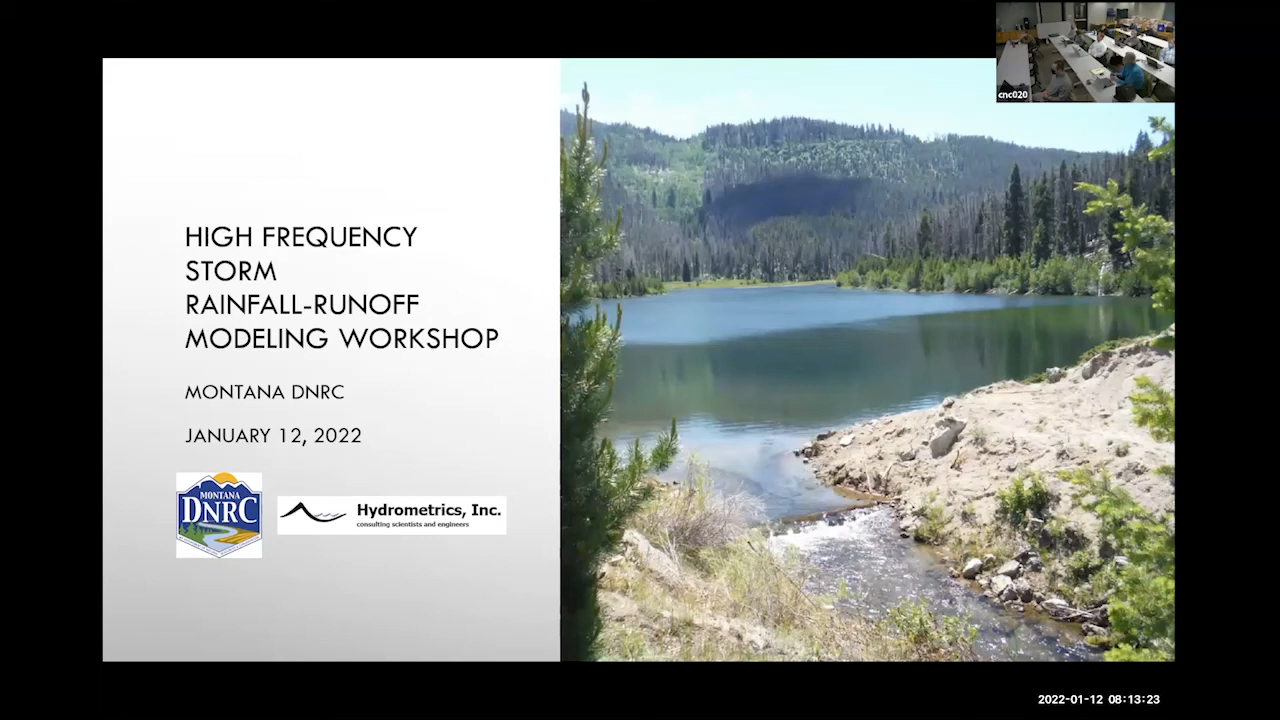 cnc020
HIGH FREQUENCY
STORM
RAINFALL-RUNOFF
MODELING WORKSHOP
MONTANA DNRC
JANUARY 12, 2022
MONTANA
DNRC
Hydrometrics, Inc.
consulting scientists and engineers
2022-01-12 08:13:23